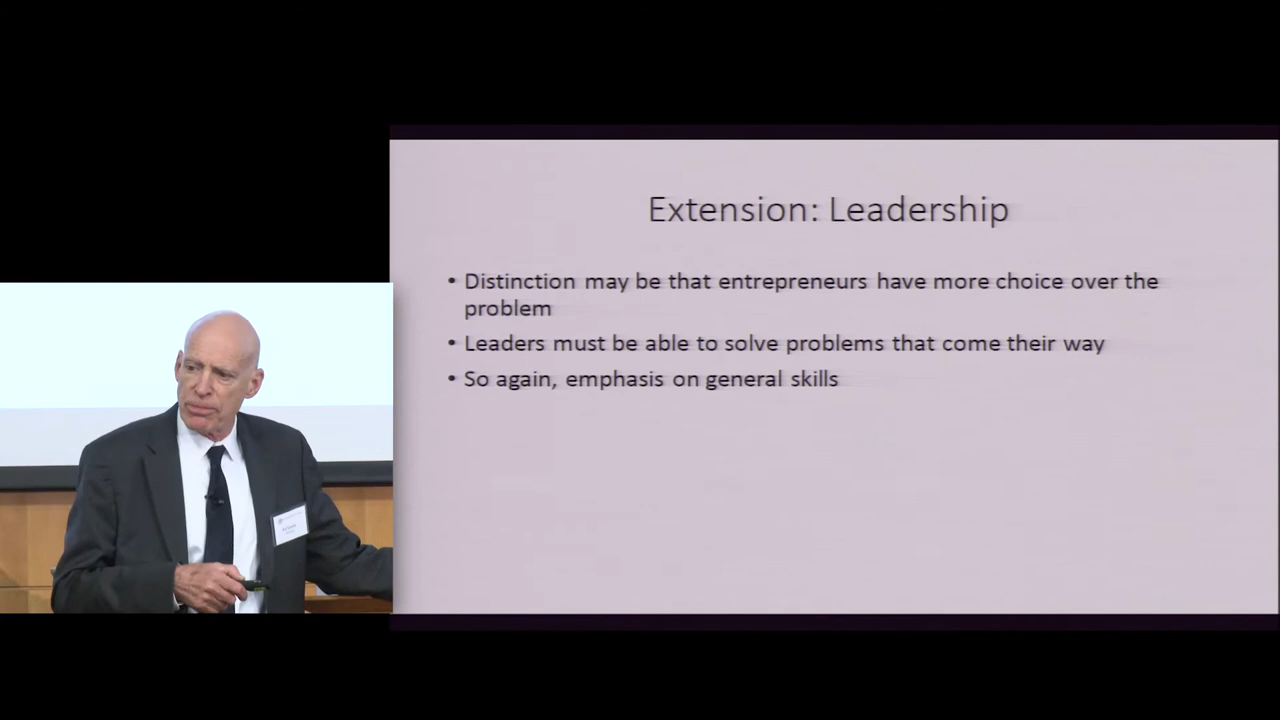 Extension: Leadership
• Distinction may be that entrepreneurs have more choice over the
problem
• Leaders must be able to solve problems that come their way
• So again, emphasis on general skills